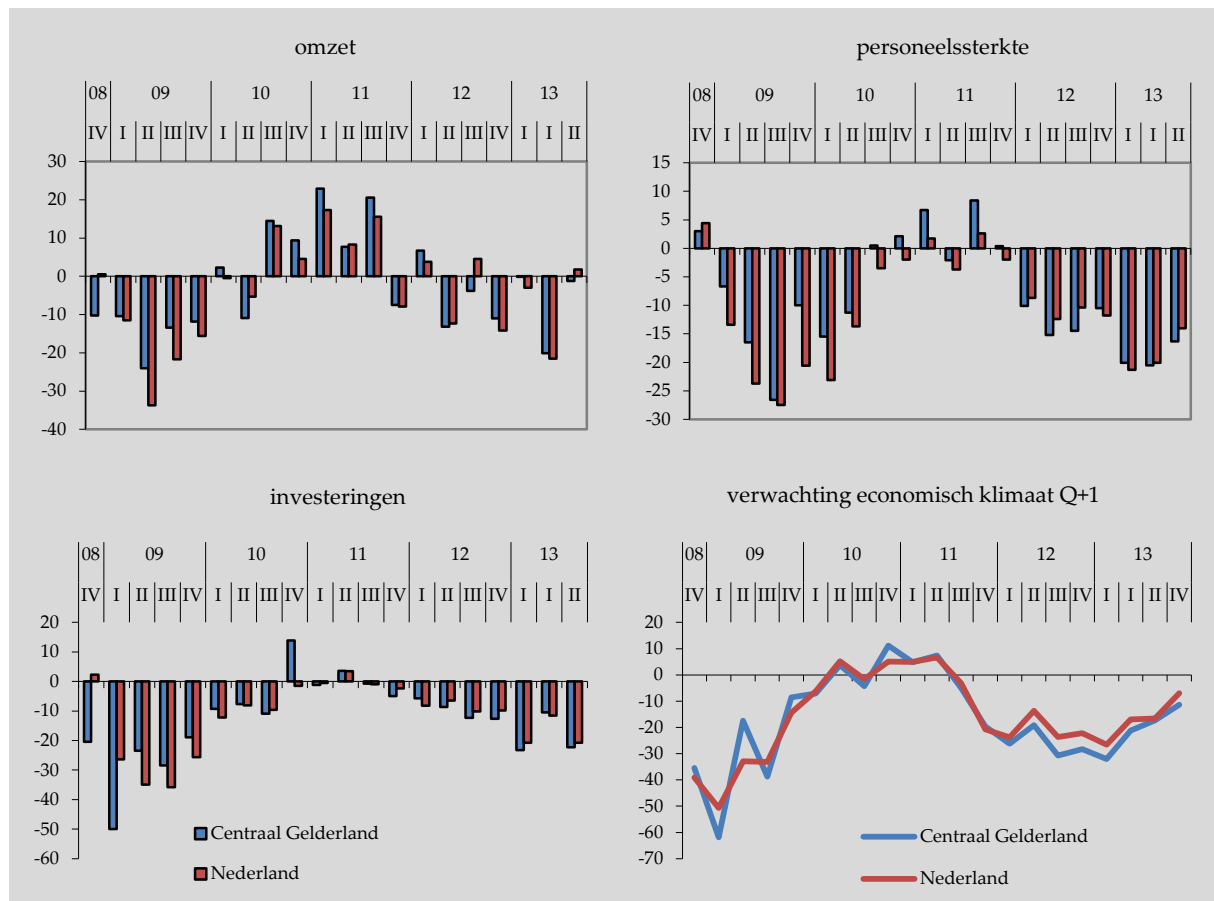 omzet
08 09 10 11 12 13
IV I II III IV I II III IV I II III IV I II III IV I I II
30
20
10
0
-10
-20
-30
-40
personeelssterkte
08 09 10 11 12 13
IV I II III IV I II III IV I II III IV I II III IV I I II
15
10
5
0
-5
-10
-15
-20
-25
-30
investeringen
08 09 10 11 12 13
IV I II III IV I II III IV I II III IV I II III IV I I II
20
10
0
-10
-20
-30
-40
-50
-60
Centraal Gelderland
Nederland
verwachting economisch klimaat Q+1
08 09 10 11 12 13
IV I II III IV I II III IV I II III IV I II III IV I I II IV
20
10
0
-10
-20
-30
-40
-50
-60
-70
Centraal Gelderland
Nederland